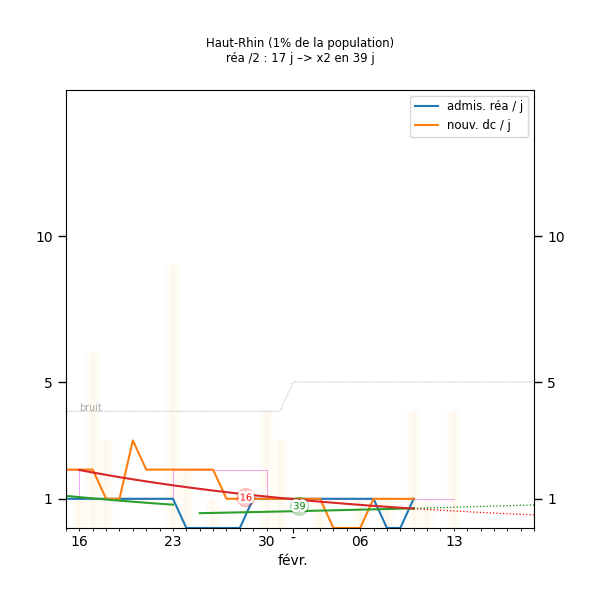 Haut-Rhin (1% de la population)
réa /2 : 17 j –> x2 en 39 j
admis. réa / j
nouv. dc / j
10
10
5
5
bruit
16
39
1
1
16
23
30
-
06
13
févr.